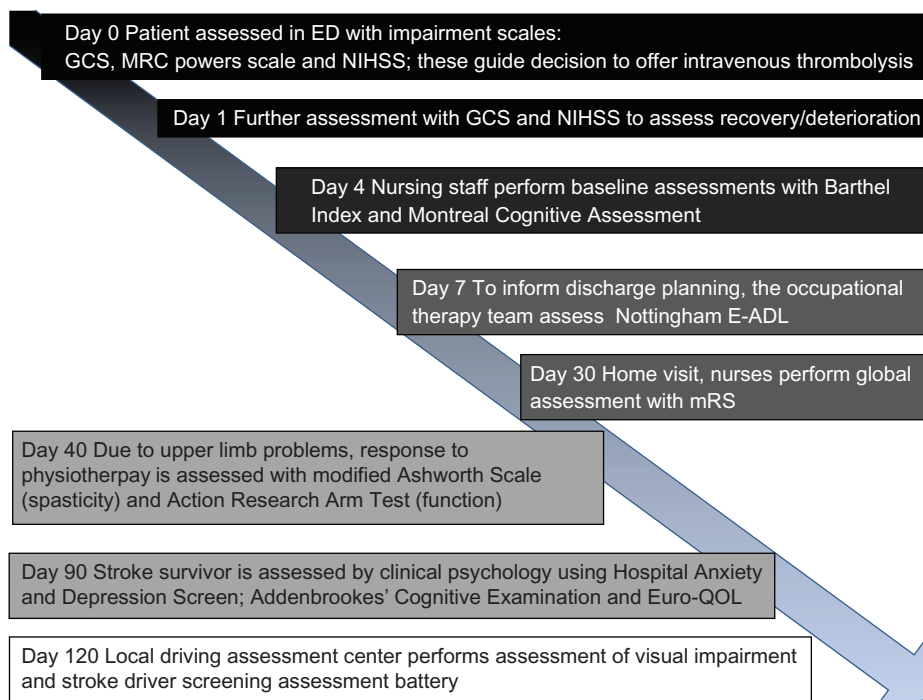 Day 0 Patient assessed in ED with impairment scales:
GCS, MRC powers scale and NIHSS; these guide decision to offer intravenous thrombolysis
Day 1 Further assessment with GCS and NIHSS to assess recovery/deterioration
Day 4 Nursing staff perform baseline assessments with Barthel
Index and Montreal Cognitive Assessment
Day 7 To inform discharge planning, the occupational
therapy team assess Nottingham E-ADL
Day 30 Home visit, nurses perform global
assessment with mRS
Day 40 Due to upper limb problems, response to
physiotherpay is assessed with modified Ashworth Scale
(spasticity) and Action Research Arm Test (function)
Day 90 Stroke survivor is assessed by clinical psychology using Hospital Anxiety
and Depression Screen; Addenbrookes' Cognitive Examination and Euro-QOL
Day 120 Local driving assessment center performs assessment of visual impairment
and stroke driver screening assessment battery